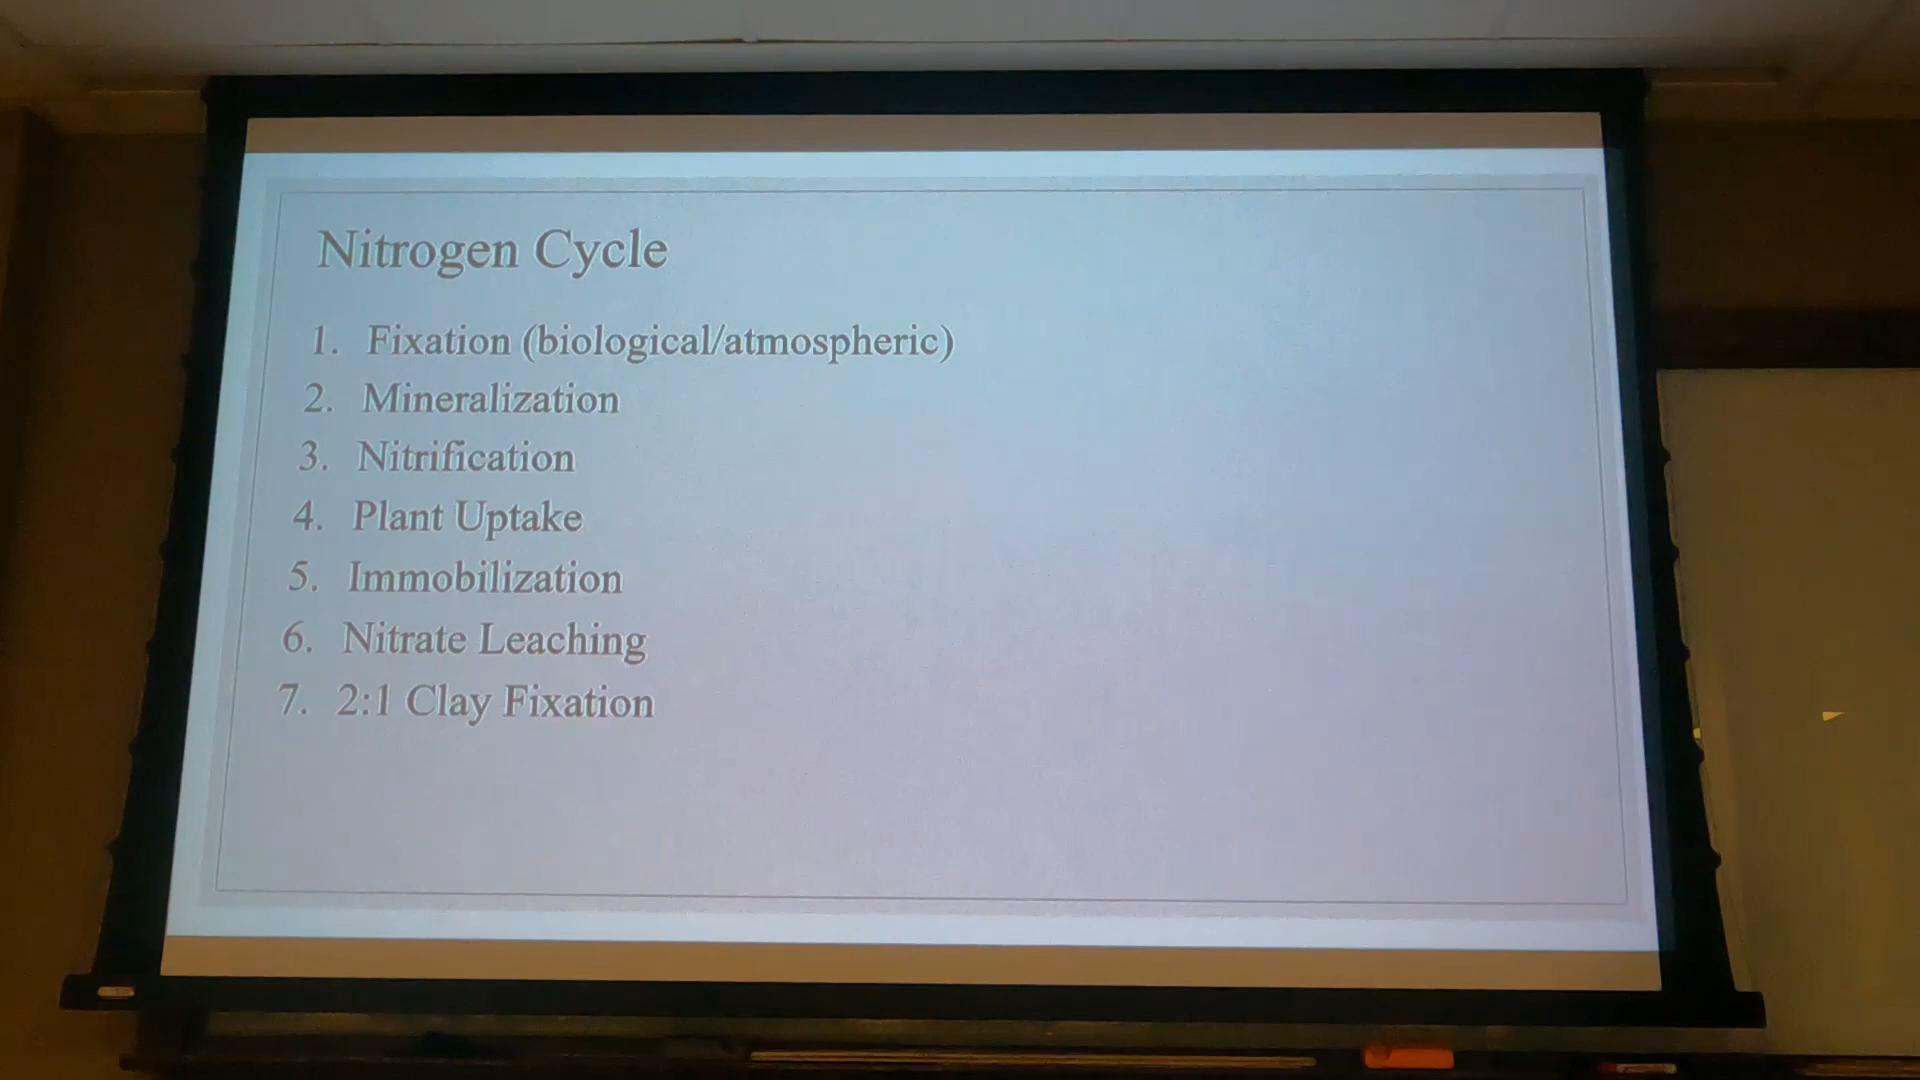 Nitrogen Cycle
1. Fixation (biological/atmospheric)
2. Mineralization
3. Nitrification
4. Plant Uptake
5. Immobilization
6. Nitrate Leaching
7. 2:1 Clay Fixation